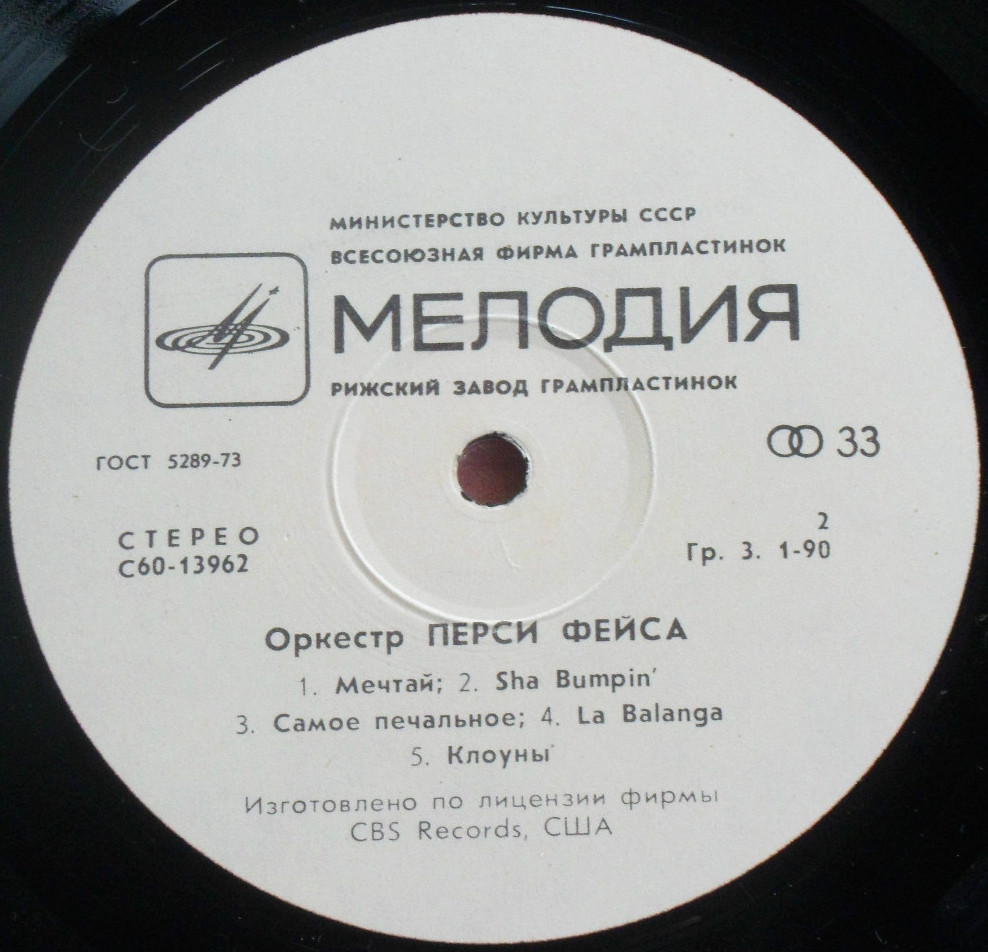 МИНИСТЕРСТВО КУЛЬТУРЫ СССР
ВСЕСОЮЗНАЯ ФИРМА ГРАМПЛАСТИНОК
МЕЛОДИЯ
РИЖСКИЙ ЗАВОД ГРАМПЛАСТИНОК
ГОСТ 5289-73
33
СТЕРЕО
С60-13962
2
Гр. 3. 1-90
Оркестр ПЕРСИ ФЕЙСА
1. Мечтай; 2. Sha Bumpin'
3. Самое печальное; 4. La Balanga
5. Клоуны
Изготовлено по лицензии фирмы
CBS Records, США